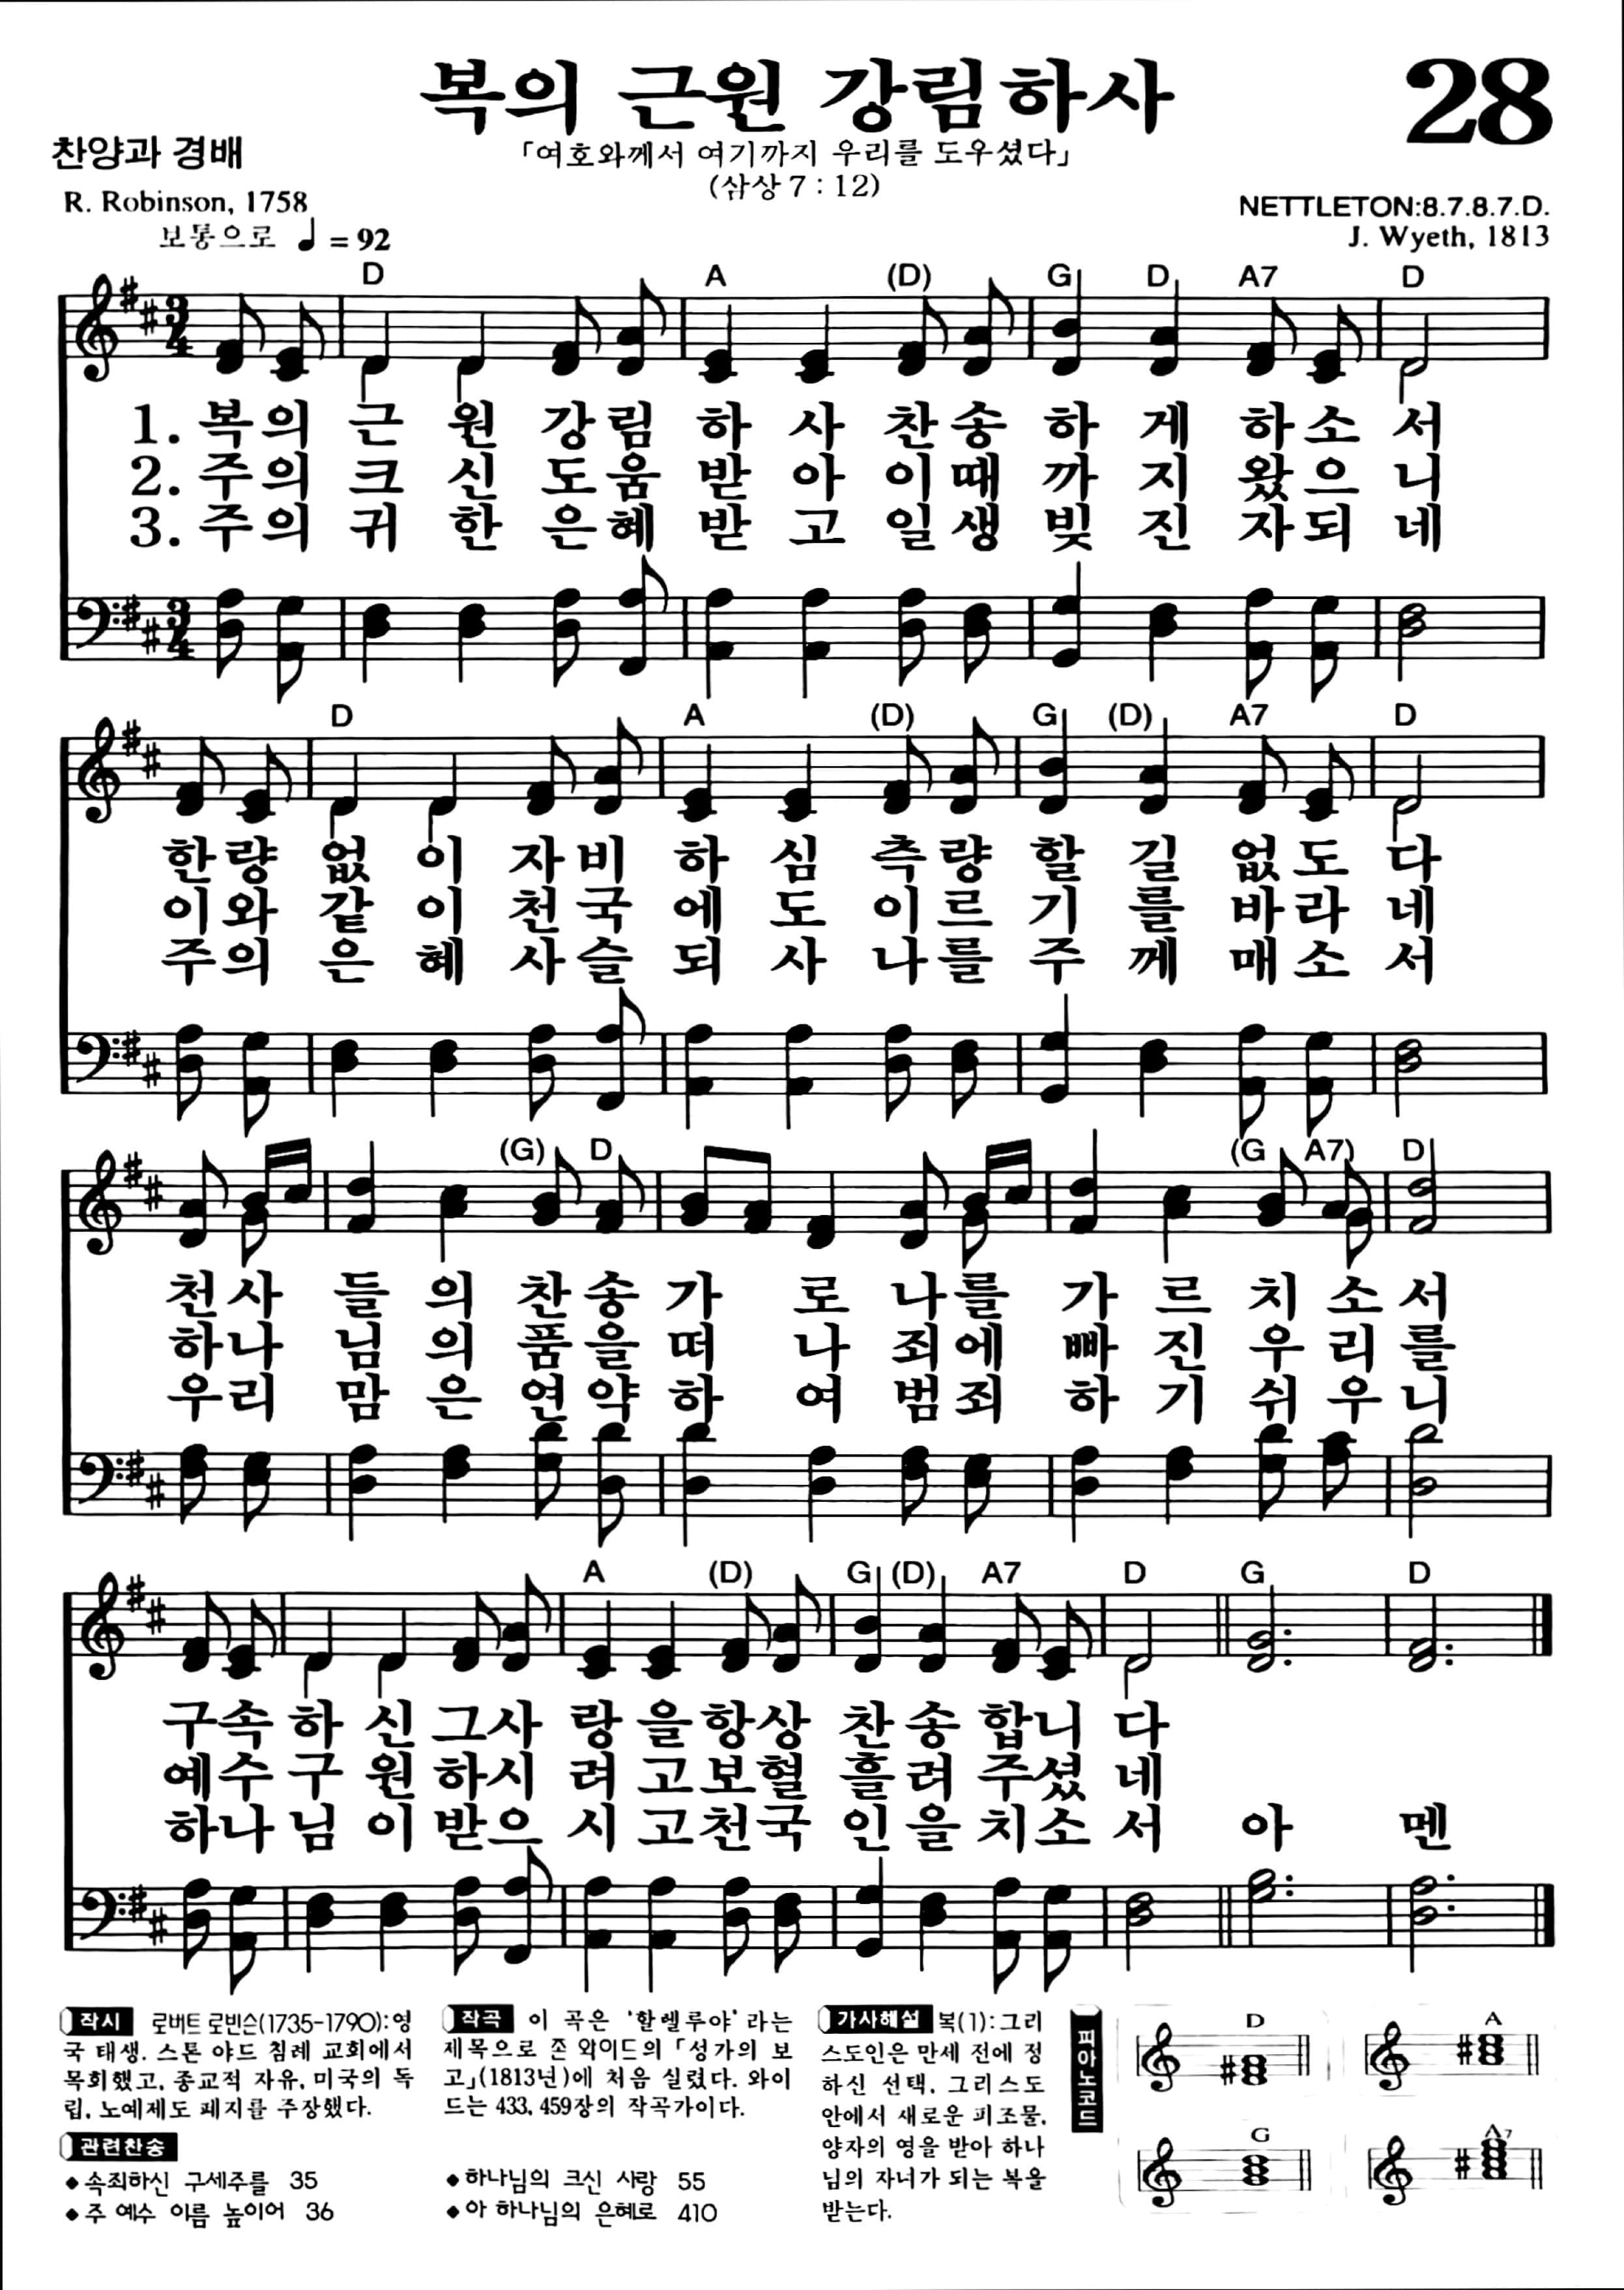 복의 근원 강림하사
28
찬양과 경배
「여호와께서 여기까지 우리를 도우셨다」
(삼상 7 : 12)
R. Robinson, 1758
NETTLETON:8.7.8.7.D.
보통으로 ♩ = 92
J. Wyeth, 1813
D A (D) G D A7 D
1. 복의 근 원 강림 하 사 찬송 하 게 하소 서
2. 주의 크 신 도움 받 아 이때 까 지 왔으 니
3. 주의 귀 한 은혜 받 고 일생 빚 진 자되 네
D A (D) G (D) A7 D
한량 없 이 자비 하 심 측량 할 길 없도 다
이와 같 이 천국 에 도 이르 기 를 바라 네
주의 은 혜 사슬 되 사 나를 주 께 매소 서
(G) D (G A7) D
천사 들 의 찬송 가 로 나를 가 르 치 소 서
하나 님 의 품을 떠 나 죄에 빠 진 우 리 를
우리 맘 은 연약 하 여 범죄 하 기 쉬 우 니
A (D) G (D) A7 D G D
구속 하 신 그사 랑 을 항상 찬 송 합니 다
예수 구 원 하시 려 고 보혈 흘 려 주셨 네
하나 님 이 받으 시 고 천국 인 을 치소 서 아 멘
작시 로버트 로빈슨(1735-1790):영
국 태생. 스톤 야드 침례 교회에서
목회했고, 종교적 자유, 미국의 독
립, 노예제도 폐지를 주장했다.
작곡 이 곡은 '할렐루야'라는
제목으로 존 와이드의 「성가의 보
고」(1813년)에 처음 실렸다. 와이
드는 433, 459장의 작곡가이다.
관련찬송
◆속죄하신 구세주를 35
◆주 예수 이름 높이어 36
◆하나님의 크신 사랑 55
◆아 하나님의 은혜로 410
가사해설 복(1):그리
스도인은 만세 전에 정
하신 선택, 그리스도
안에서 새로운 피조물,
양자의 영을 받아 하나
님의 자녀가 되는 복을
받는다.
피아노코드
D A
G A7